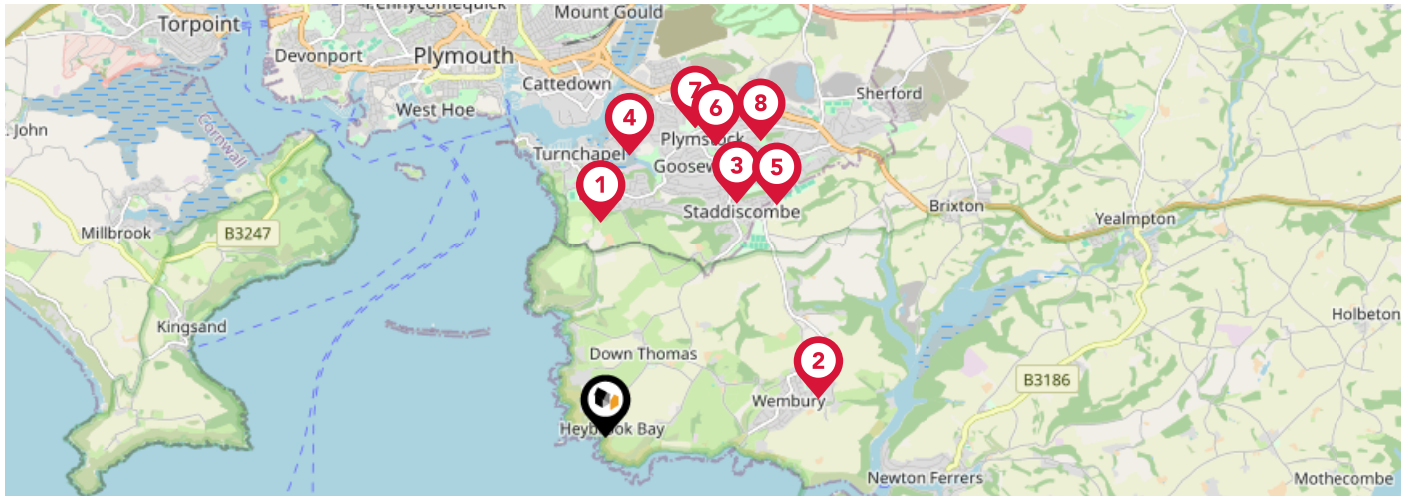 Pennycomequick
Mount Gould
Torpoint
Devonport
Plymouth
Cattedown
7
8
Sherford
West Hoe
6
4
. John
Cornwall
Plymstock
Turnchapel
3
5
Goosew
1
Staddiscombe
Brixton
Yealmpton
Millbrook
B3247
Kingsand
Holbeton
Down Thomas
2
B3186
Wembury
Heybrook Bay
Newton Ferrers
Mothecombe